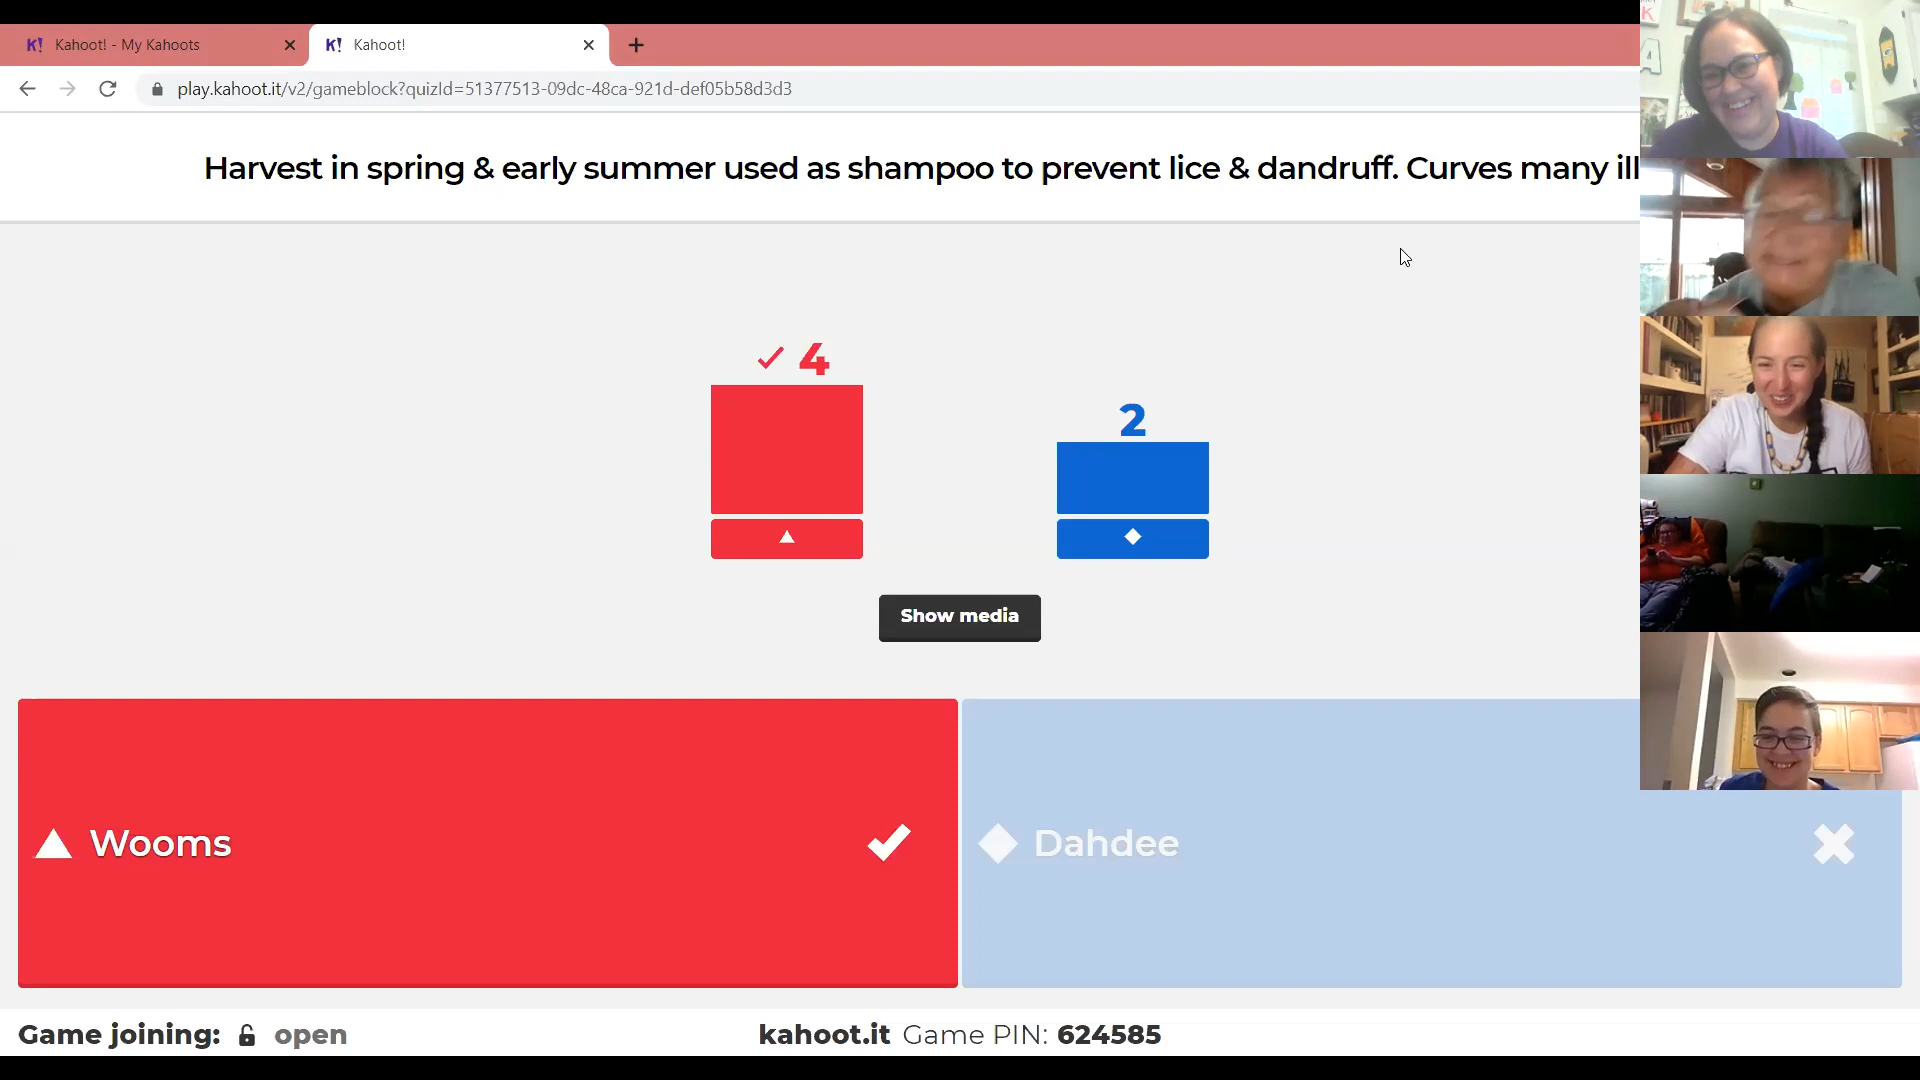 K! Kahoot! - My Kahoots
K! Kahoot!
play.kahoot.it/v2/gameblock?quizId=51377513-09dc-48ca-921d-def05b58d3d3
Harvest in spring & early summer used as shampoo to prevent lice & dandruff. Curves many ill
4
2
Show media
Wooms
Dahdee
Game joining: open
kahoot.it Game PIN: 624585
K
A